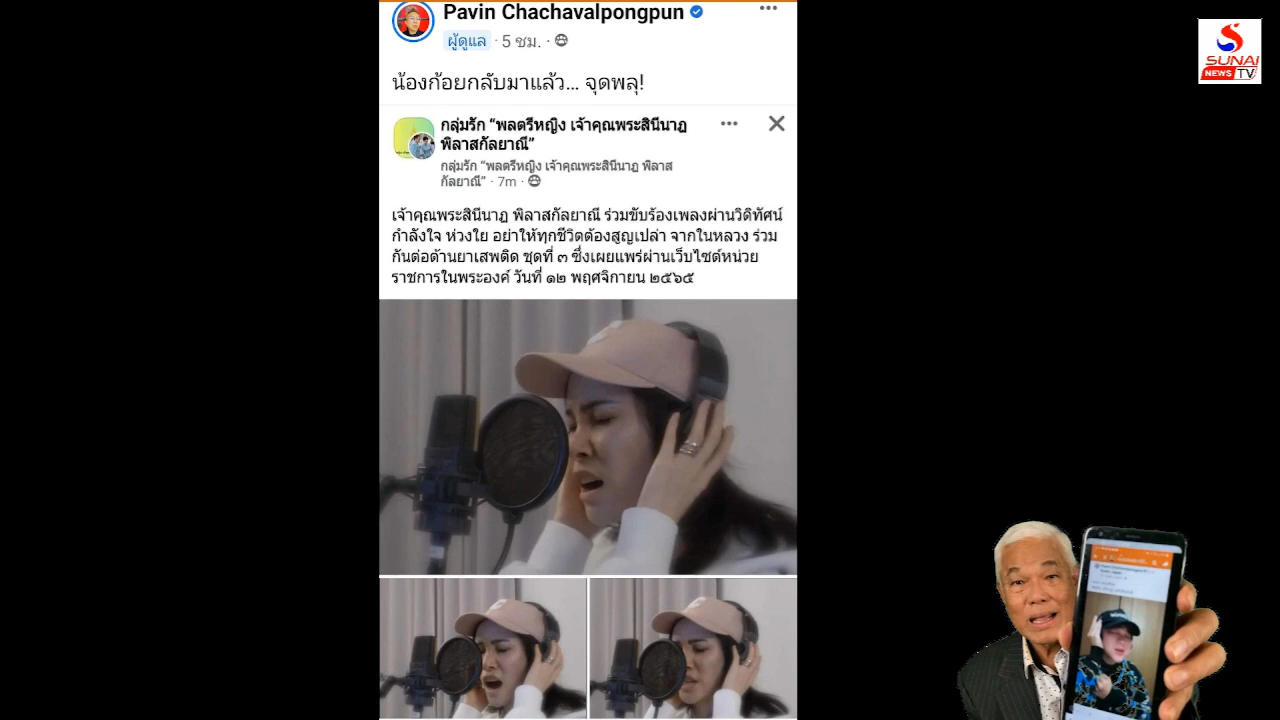 Pavin Chachavalpongpun
ผู้ดูแล · 5 ชม. ·
น้องก้อยกลับมาแล้ว... จุดพลุ!
กลุ่มรัก “พลตรีหญิง เจ้าคุณพระสินีนาฏ
พิลาสกัลยาณี”
กลุ่มรัก “พลตรีหญิง เจ้าคุณพระสินีนาฏ พิลาส
กัลยาณี” · 7m ·
เจ้าคุณพระสินีนาฏ พิลาสกัลยาณี ร่วมขับร้องเพลงผ่านวิดิทัศน์
กำลังใจ ห่วงใย อย่าให้ทุกชีวิตต้องสูญเปล่า จากในหลวง ร่วม
กันต่อต้านยาเสพติด ชุดที่ ๓ ซึ่งเผยแพร่ผ่านเว็บไซต์หน่วย
ราชการในพระองค์ วันที่ ๑๒ พฤศจิกายน ๒๕๖๕
SUNAI
NEWS TV